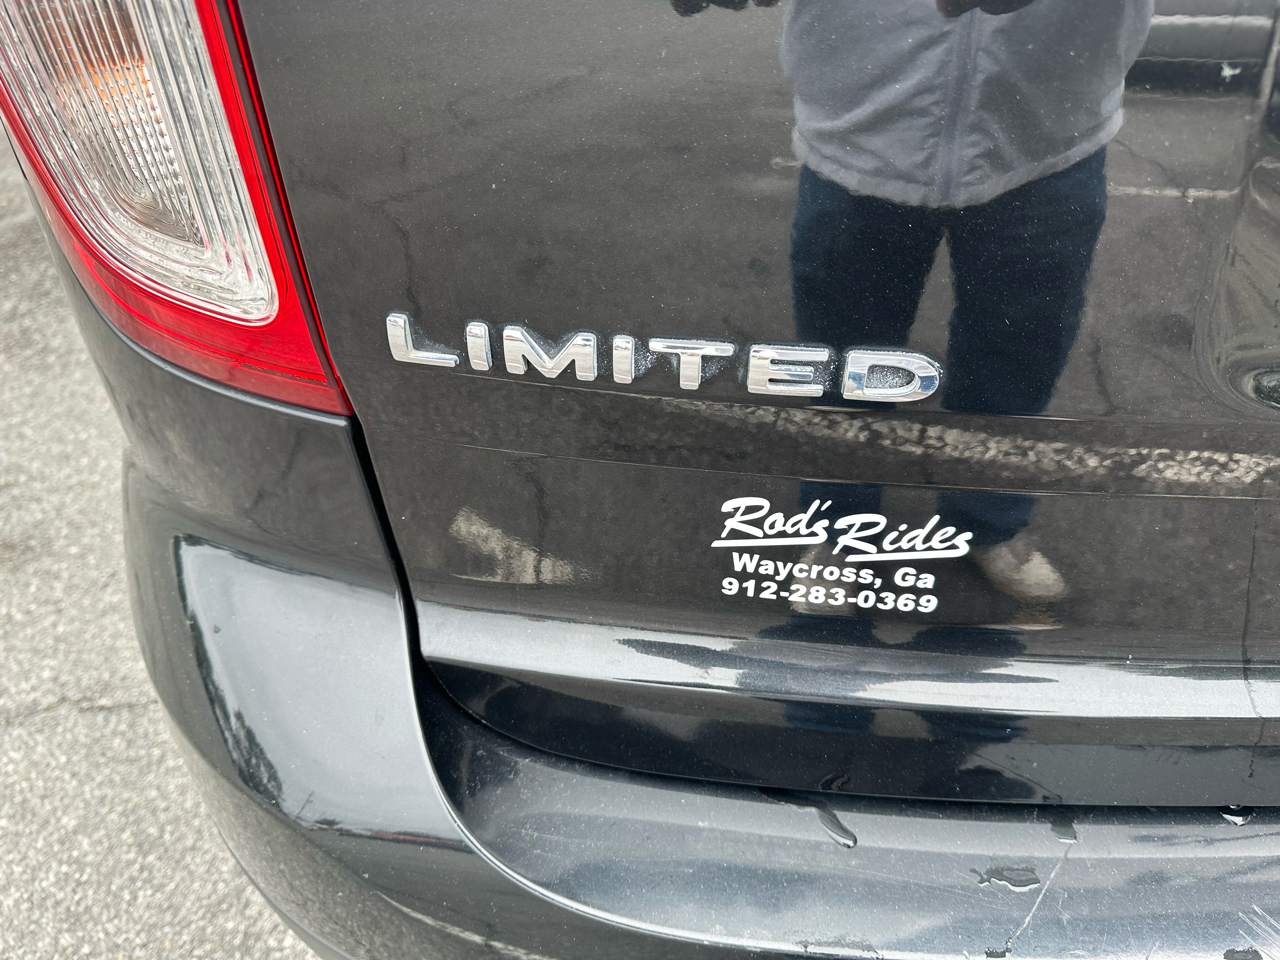 LIMITED
Rod's Rides
Waycross, Ga
912-283-0369